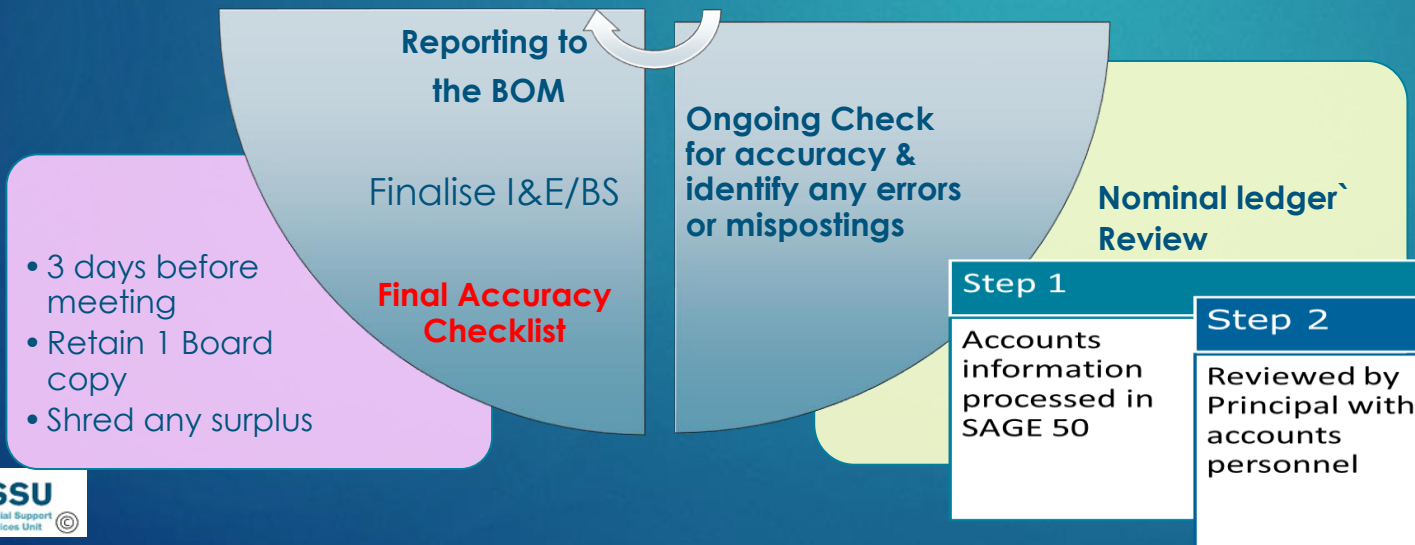 Reporting to
the BOM
Finalise I&E/BS
Final Accuracy
Checklist
Ongoing Check
for accuracy &
identify any errors
or mispostings
• 3 days before
meeting
• Retain 1 Board
copy
• Shred any surplus
Nominal ledger`
Review
Step 1
Accounts
information
processed in
SAGE 50
Step 2
Reviewed by
Principal with
accounts
personnel
SSU
ial Support
ices Unit ©